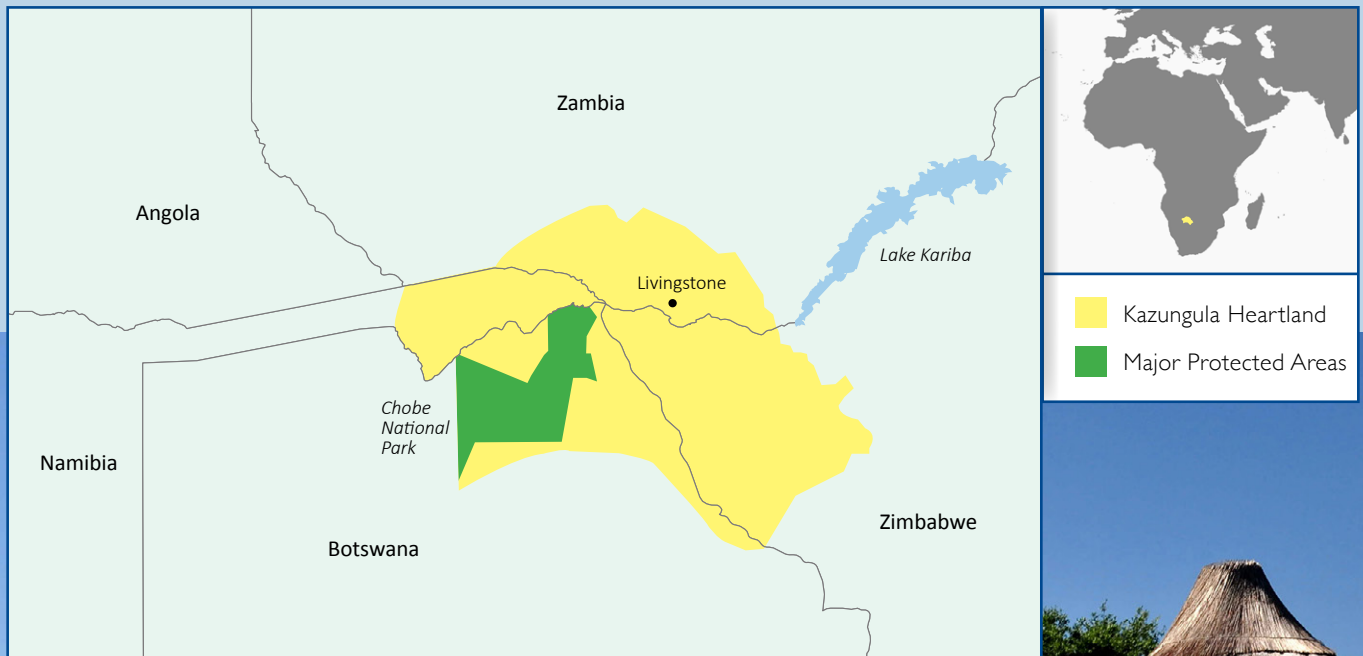 Zambia
Angola
Lake Kariba
Livingstone
Chobe
National
Park
Namibia
Zimbabwe
Botswana
Kazungula Heartland
Major Protected Areas